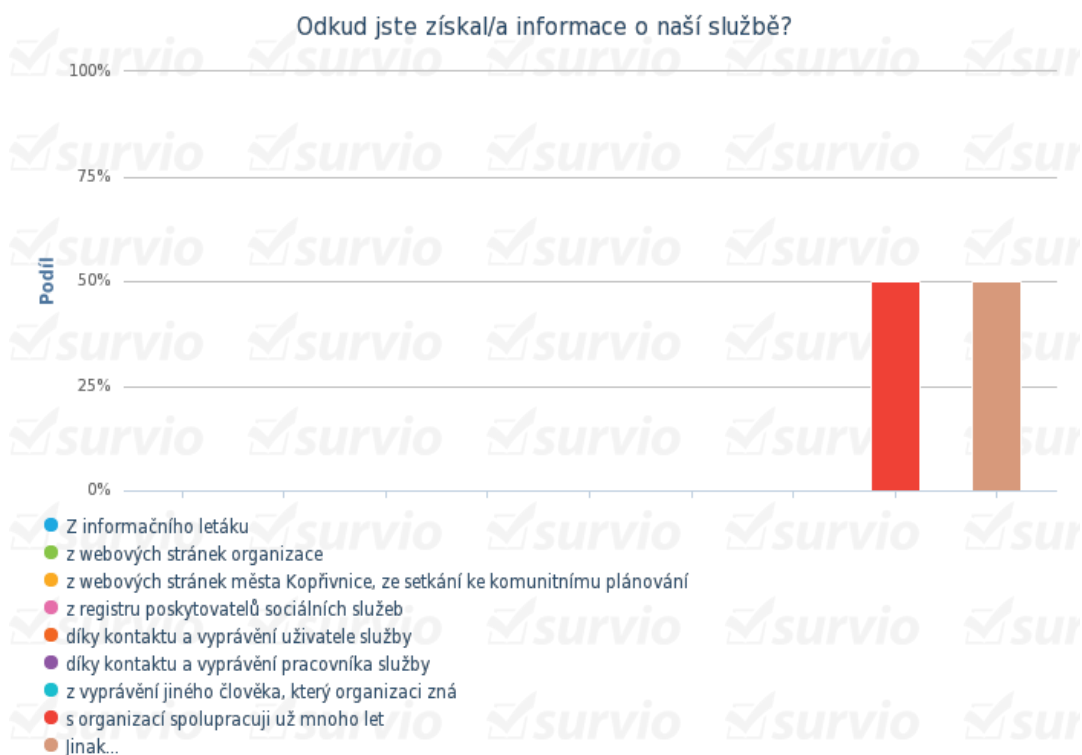 Odkud jste získal/a informace o naší službě?
100%
75%
50%
25%
0%
Podíl
Z informačního letáku
z webových stránek organizace
z webových stránek města Kopřivnice, ze setkání ke komunitnímu plánování
z registru poskytovatelů sociálních služeb
díky kontaktu a vyprávění uživatele služby
díky kontaktu a vyprávění pracovníka služby
z vyprávění jiného člověka, který organizaci zná
s organizací spolupracuji už mnoho let
Jinak...
survio